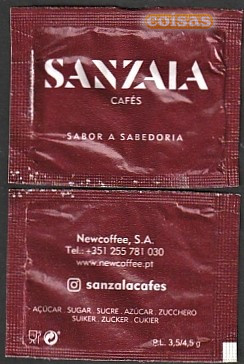 coisas
SANZALA
CAFÉS
SABOR A SABEDORIA
Newcoffee, S.A.
Tel.: +351 255 781 030
www.newcoffee.pt
sanzalacafes
AÇÚCAR . SUGAR . SUCRE . AZÚCAR . ZUCCHERO
SUIKER . ZUCKER . CUKIER
P.L. 3,5/4,5 g